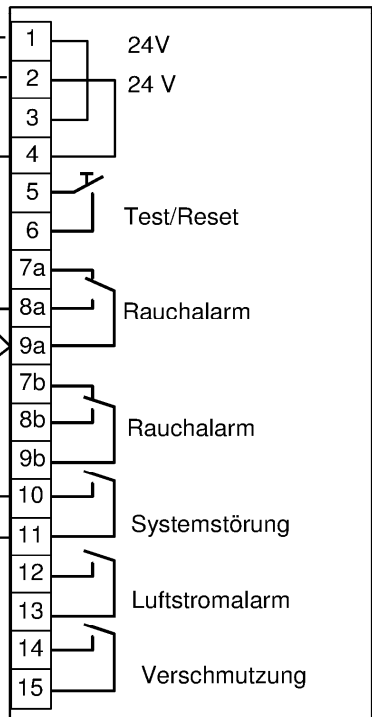 1 24V
2 24 V
3
4
5
6 Test/Reset
7a
8a Rauchalarm
9a
7b
8b Rauchalarm
9b
10
11 Systemstörung
12
13 Luftstromalarm
14
15 Verschmutzung